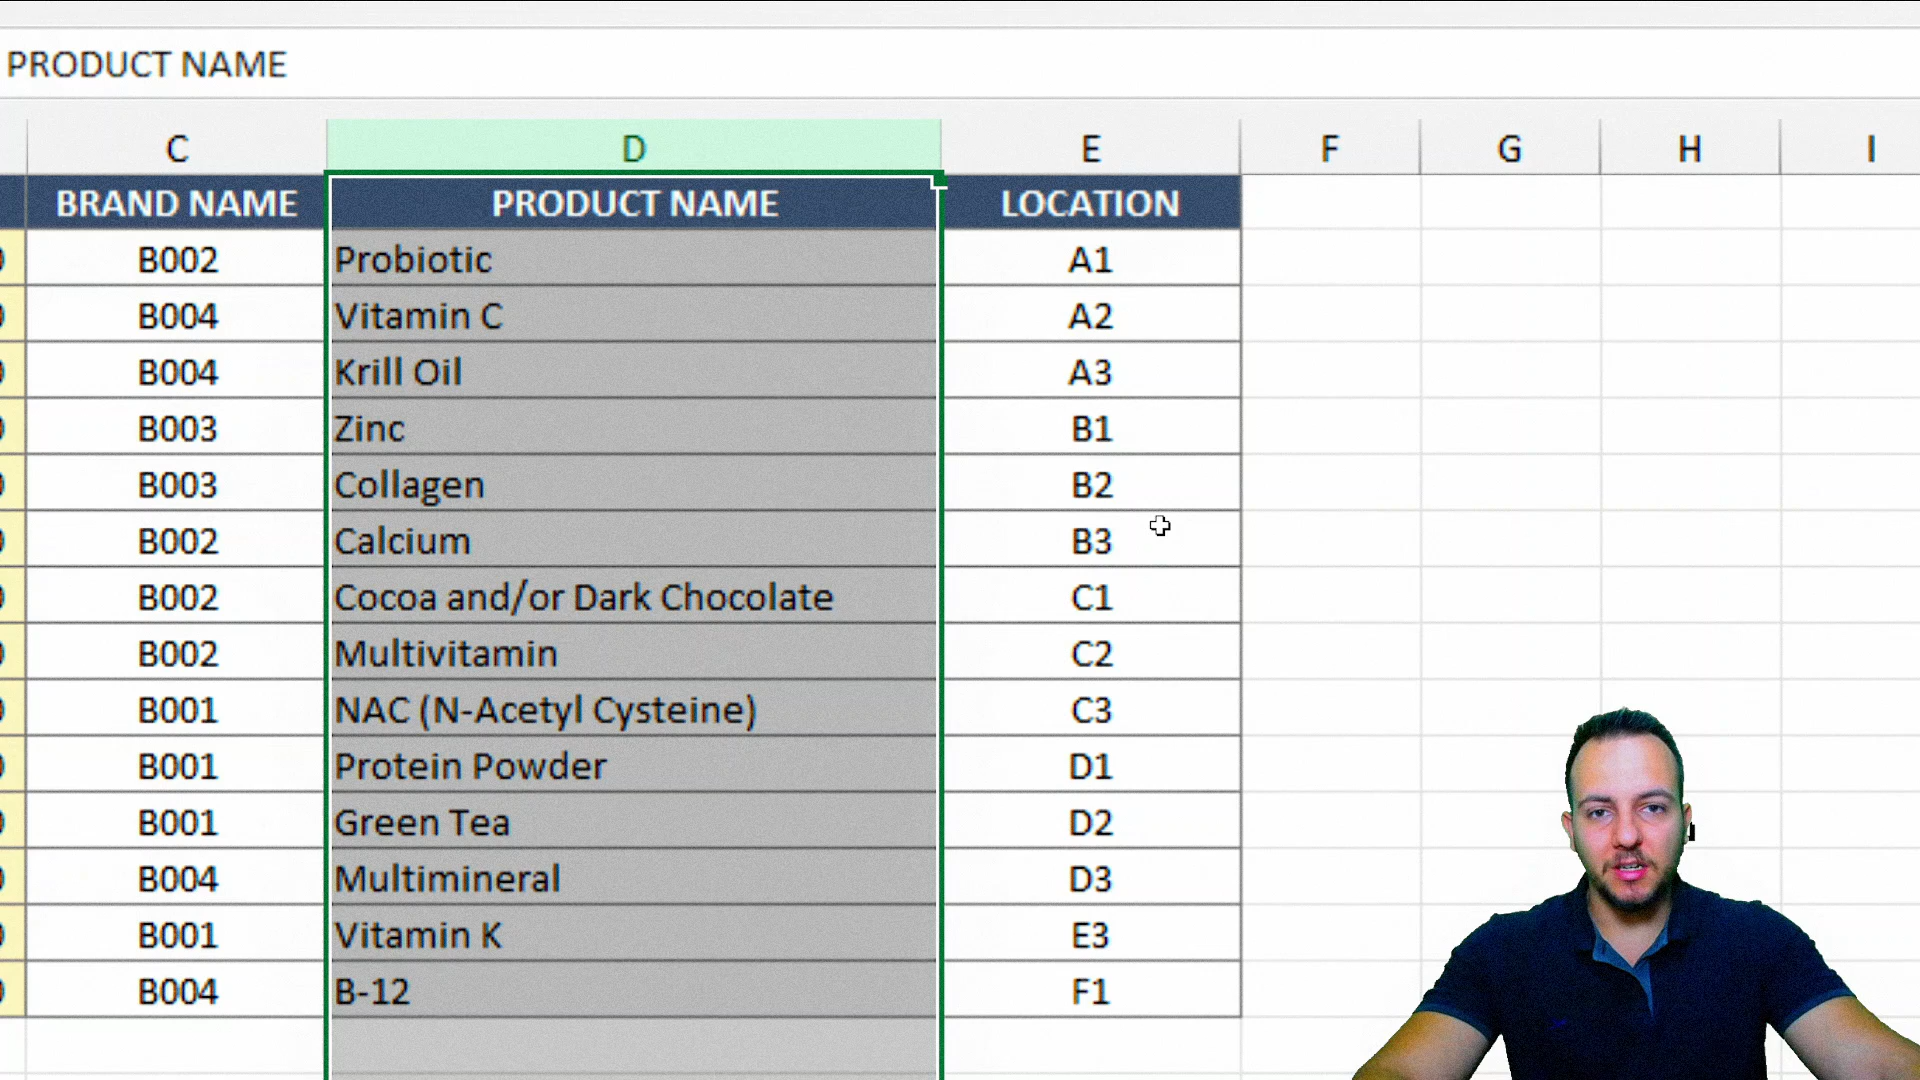 PRODUCT NAME
C D E F G H I
BRAND NAME PRODUCT NAME LOCATION
B002 Probiotic A1
B004 Vitamin C A2
B004 Krill Oil A3
B003 Zinc B1
B003 Collagen B2
B002 Calcium B3
B002 Cocoa and/or Dark Chocolate C1
B002 Multivitamin C2
B001 NAC (N-Acetyl Cysteine) C3
B001 Protein Powder D1
B001 Green Tea D2
B004 Multimineral D3
B001 Vitamin K E3
B004 B-12 F1